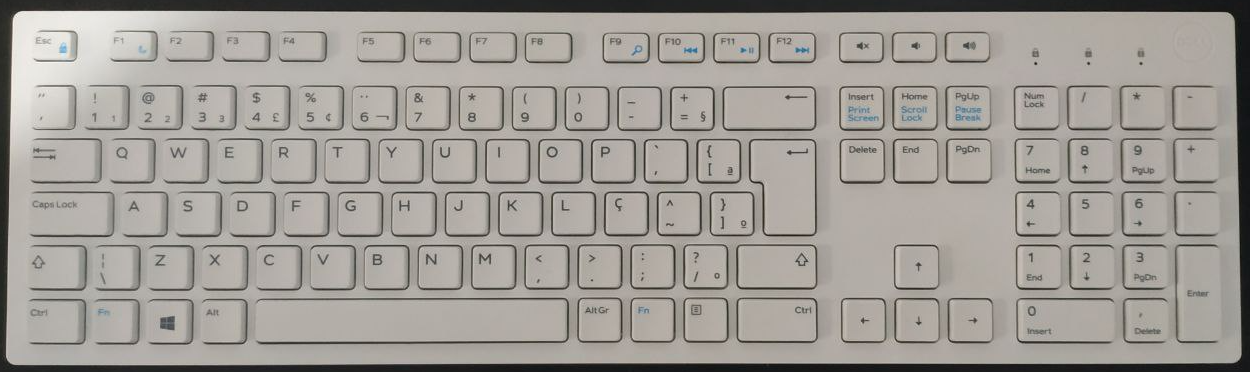 Esc F1 F2 F3 F4 F5 F6 F7 F8 F9 F10 F11 F12
" ! @ # $ % ¨ & * ( ) _ +
' 1 1 2 2 3 3 4 £ 5 ¢ 6 ¬ 7 8 9 0 - = § ←
Insert Home PgUp
Print Screen Scroll Lock Pause Break
Num Lock / * -
Q W E R T Y U I O P ` {
´ [ ª
Delete End PgDn
7 8 9 +
Home ↑ PgUp
Caps Lock A S D F G H J K L Ç ^ }
~ ] º
4 5 6 .
← →
¦ Z X C V B N M < > : ?
\ , . ; / °
↑
1 2 3
End ↓ PgDn
Enter
Ctrl Fn Alt Alt Gr Fn Ctrl
← ↓ →
0 ,
Insert Delete